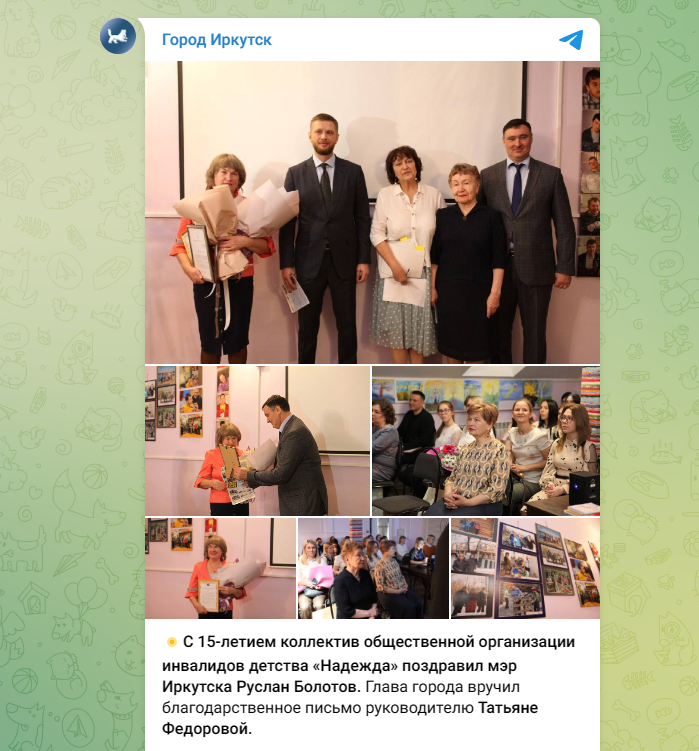 Город Иркутск
С 15-летием коллектив общественной организации
инвалидов детства «Надежда» поздравил мэр
Иркутска Руслан Болотов. Глава города вручил
благодарственное письмо руководителю Татьяне
Федоровой.